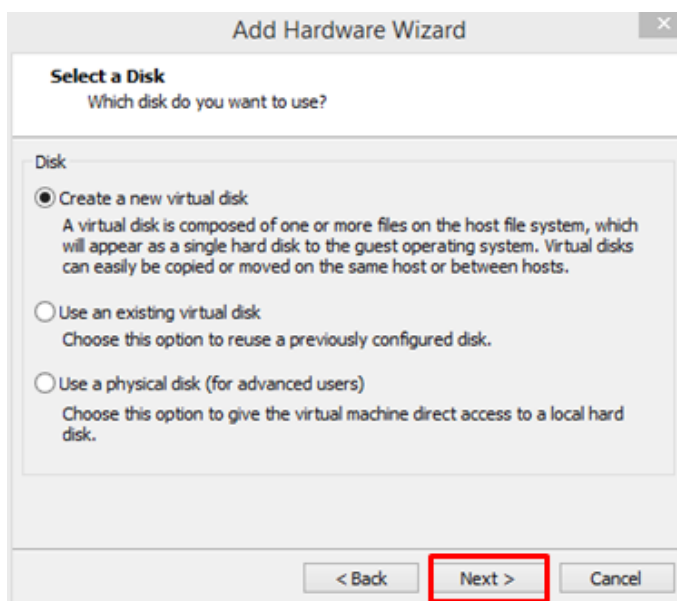 Add Hardware Wizard
Select a Disk
Which disk do you want to use?
Disk
Create a new virtual disk
A virtual disk is composed of one or more files on the host file system, which
will appear as a single hard disk to the guest operating system. Virtual disks
can easily be copied or moved on the same host or between hosts.
Use an existing virtual disk
Choose this option to reuse a previously configured disk.
Use a physical disk (for advanced users)
Choose this option to give the virtual machine direct access to a local hard
disk.
< Back Next > Cancel